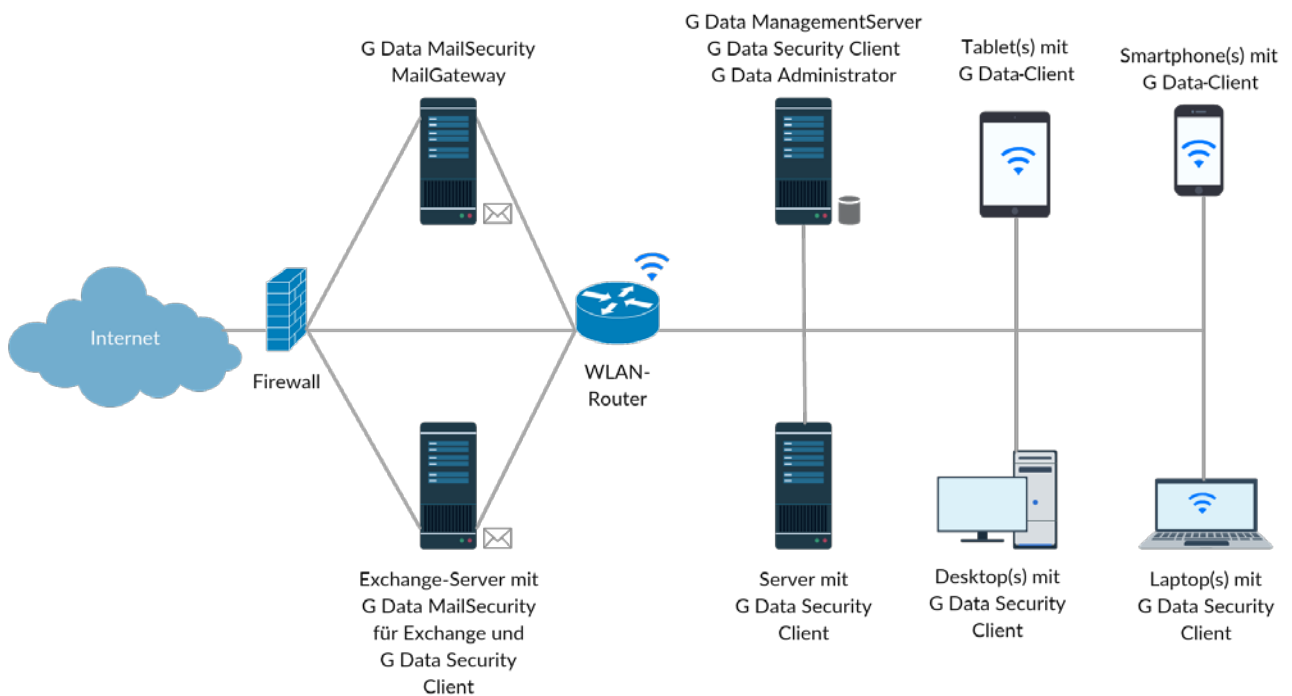 G Data MailSecurity
MailGateway
G Data ManagementServer
G Data Security Client
G Data Administrator
Tablet(s) mit
G Data-Client
Smartphone(s) mit
G Data-Client
Internet
Firewall
WLAN-
Router
Exchange-Server mit
G Data MailSecurity
für Exchange und
G Data Security
Client
Server mit
G Data Security
Client
Desktop(s) mit
G Data Security
Client
Laptop(s) mit
G Data Security
Client